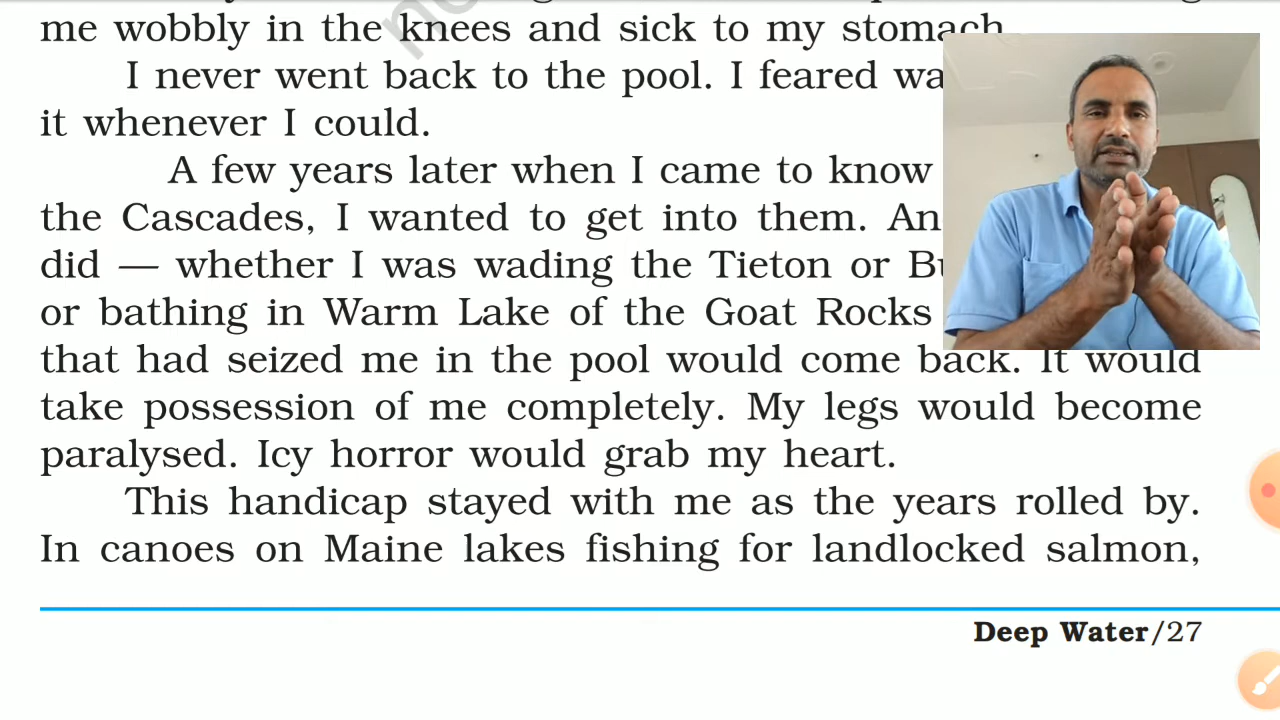 me wobbly in the knees and sick to my stomach
I never went back to the pool. I feared
it whenever I could.
A few years later when I came to know
the Cascades, I wanted to get into them.
did — whether I was wading the Tieton or
or bathing in Warm Lake of the Goat Rocks
that had seized me in the pool would come back. It would
take possession of me completely. My legs would become
paralysed. Icy horror would grab my heart.
This handicap stayed with me as the years rolled by.
In canoes on Maine lakes fishing for landlocked salmon,
Deep Water/27